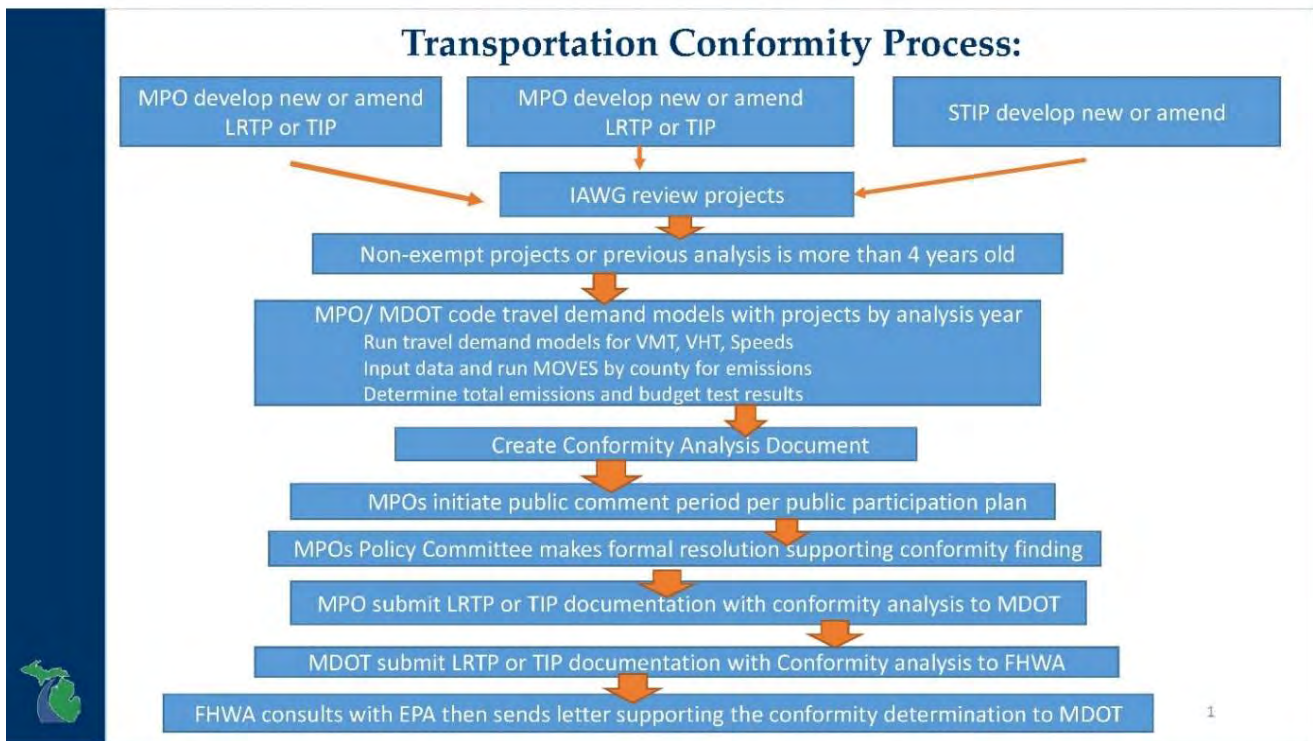 Transportation Conformity Process:
MPO develop new or amend
LRTP or TIP
MPO develop new or amend
LRTP or TIP
STIP develop new or amend
IAWG review projects
Non-exempt projects or previous analysis is more than 4 years old
MPO/ MDOT code travel demand models with projects by analysis year
Run travel demand models for VMT, VHT, Speeds
Input data and run MOVES by county for emissions
Determine total emissions and budget test results
Create Conformity Analysis Document
MPOs initiate public comment period per public participation plan
MPOs Policy Committee makes formal resolution supporting conformity finding
MPO submit LRTP or TIP documentation with conformity analysis to MDOT
MDOT submit LRTP or TIP documentation with Conformity analysis to FHWA
FHWA consults with EPA then sends letter supporting the conformity determination to MDOT
1